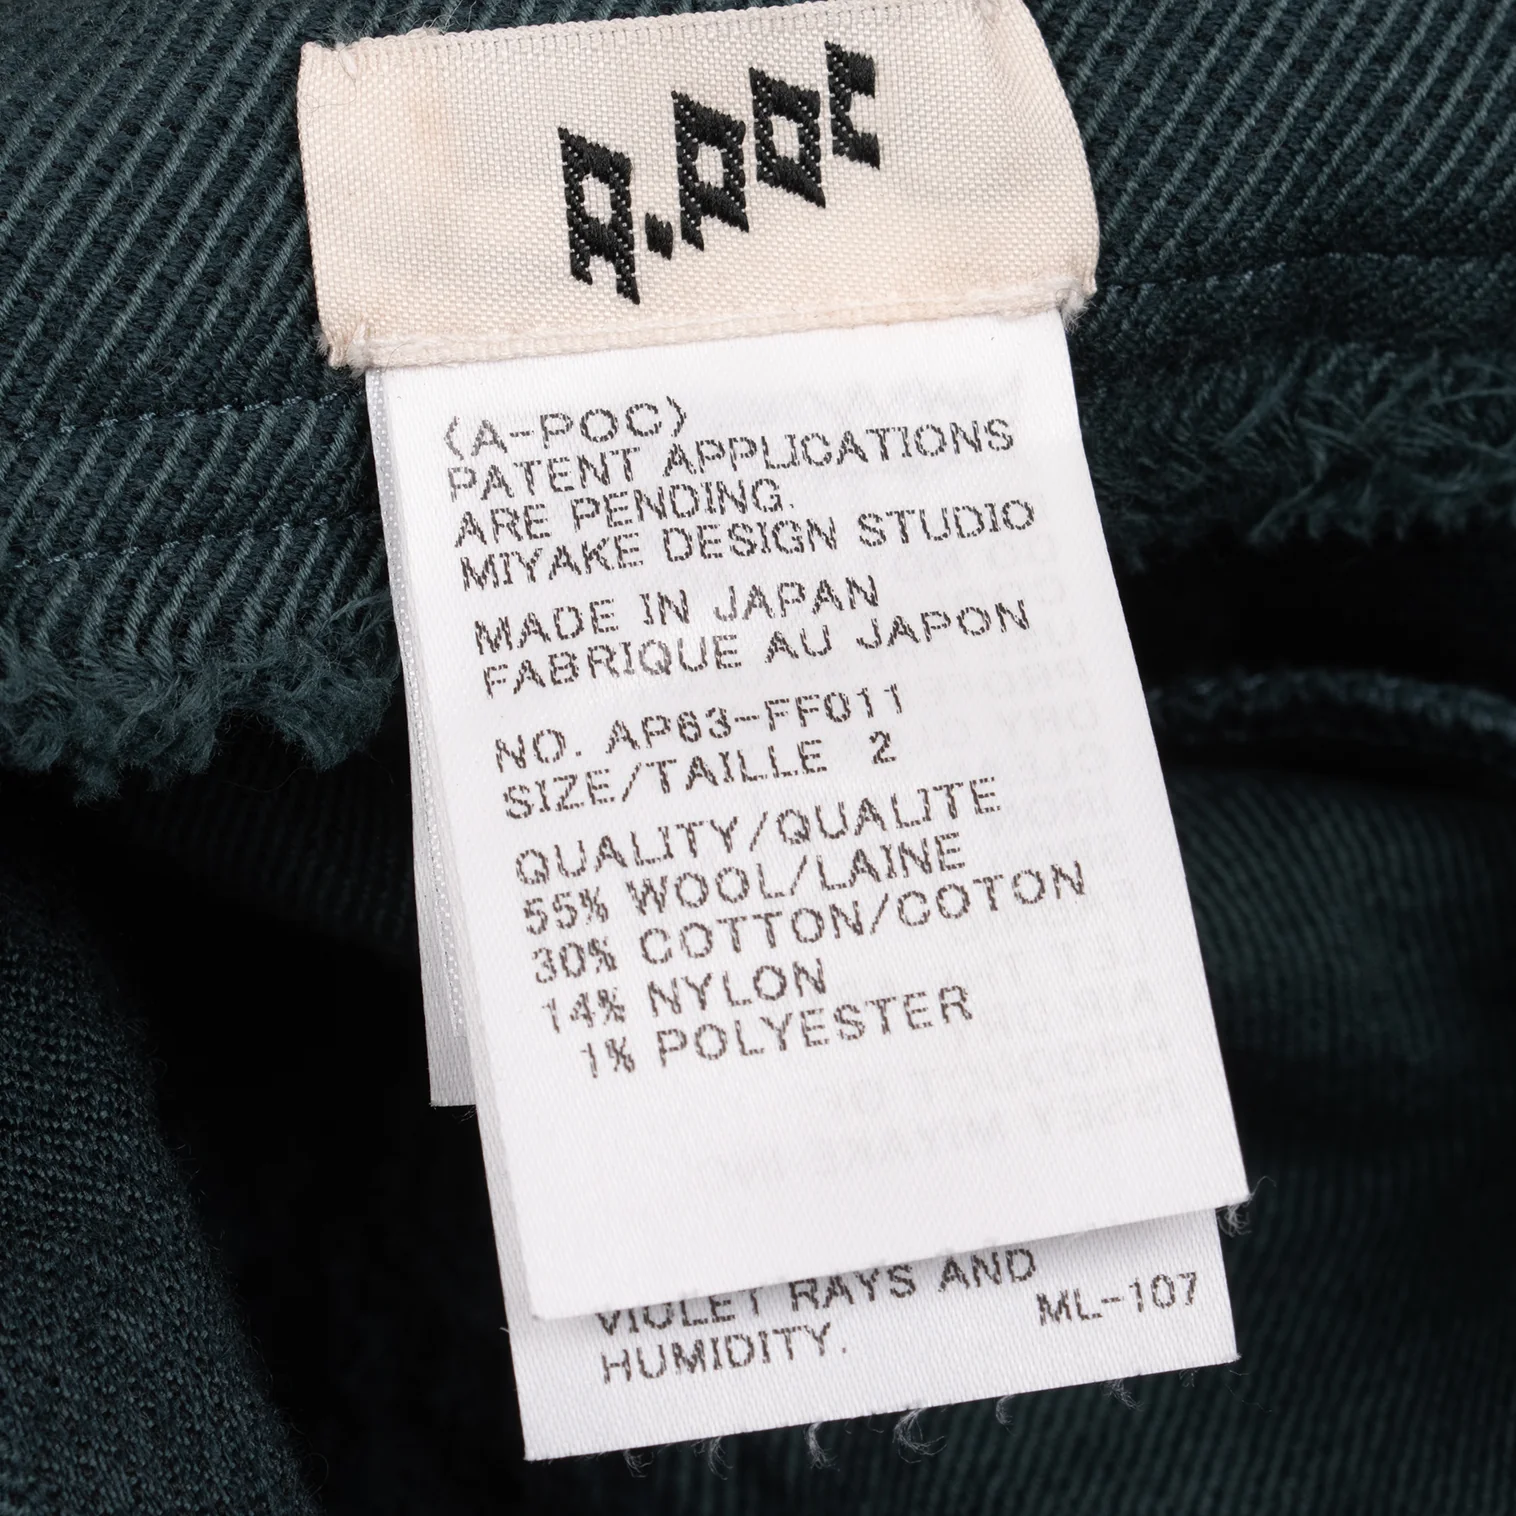 A.POC
<A-POC>
PATENT APPLICATIONS
ARE PENDING.
MIYAKE DESIGN STUDIO
MADE IN JAPAN
FABRIQUE AU JAPON
NO. AP63-FF011
SIZE/TAILLE 2
QUALITY/QUALITE
55% WOOL/LAINE
30% COTTON/COTON
14% NYLON
1% POLYESTER
VIOLET RAYS AND
HUMIDITY.
ML-107